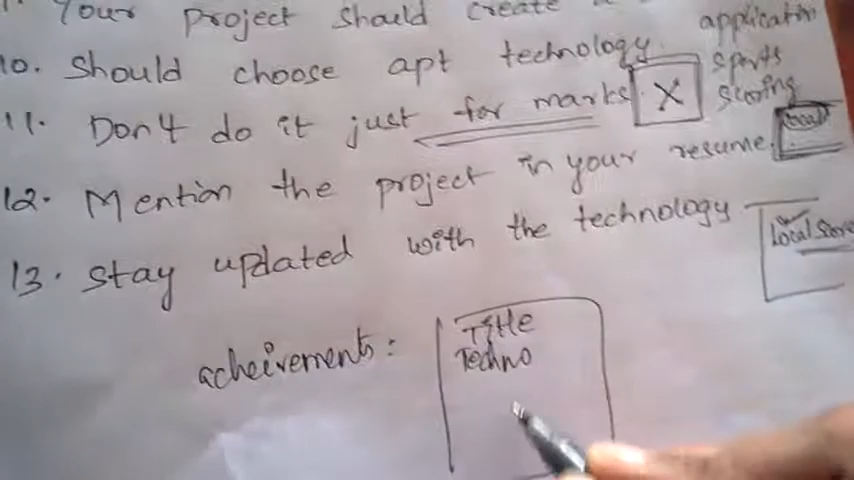 Your project should create a
10. Should choose apt technology. application
sports
11. Don't do it just for marks. X scoring
local
12. Mention the project in your resume.
13. Stay updated with the technology
Local score
acheivements:
Title
Techno